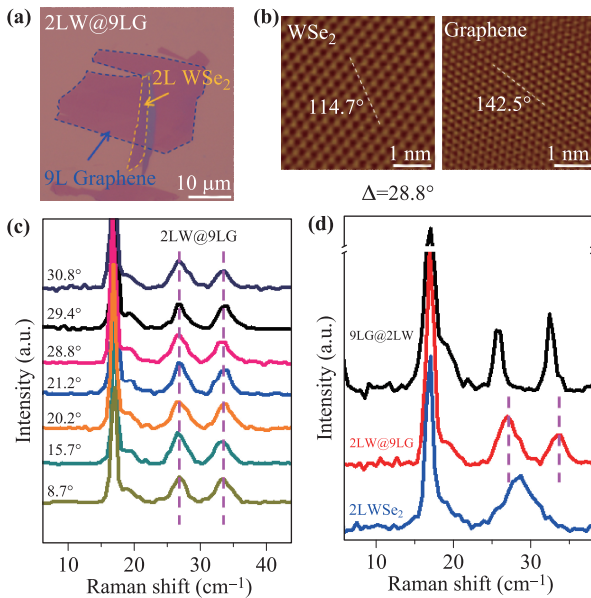 (a)
2LW@9LG
2L WSe₂
9L Graphene
10 μm
(b)
WSe₂
114.7°
1 nm
Graphene
142.5°
1 nm
Δ=28.8°
(c)
2LW@9LG
30.8°
29.4°
28.8°
21.2°
20.2°
15.7°
8.7°
Intensity (a.u.)
10 20 30 40
Raman shift (cm⁻¹)
(d)
9LG@2LW
2LW@9LG
2LWSe₂
Intensity (a.u.)
10 20 30
Raman shift (cm⁻¹)